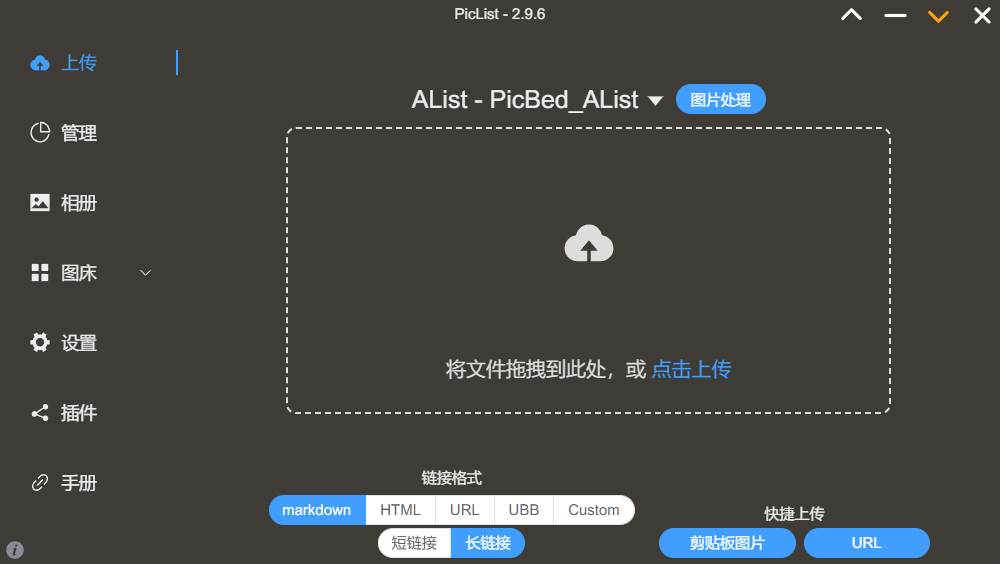 PicList - 2.9.6
上传
管理
相册
图床
设置
插件
手册
AList - PicBed_AList 图片处理
将文件拖拽到此处，或 点击上传
链接格式
markdown HTML URL UBB Custom
短链接 长链接
快捷上传
剪贴板图片 URL
i